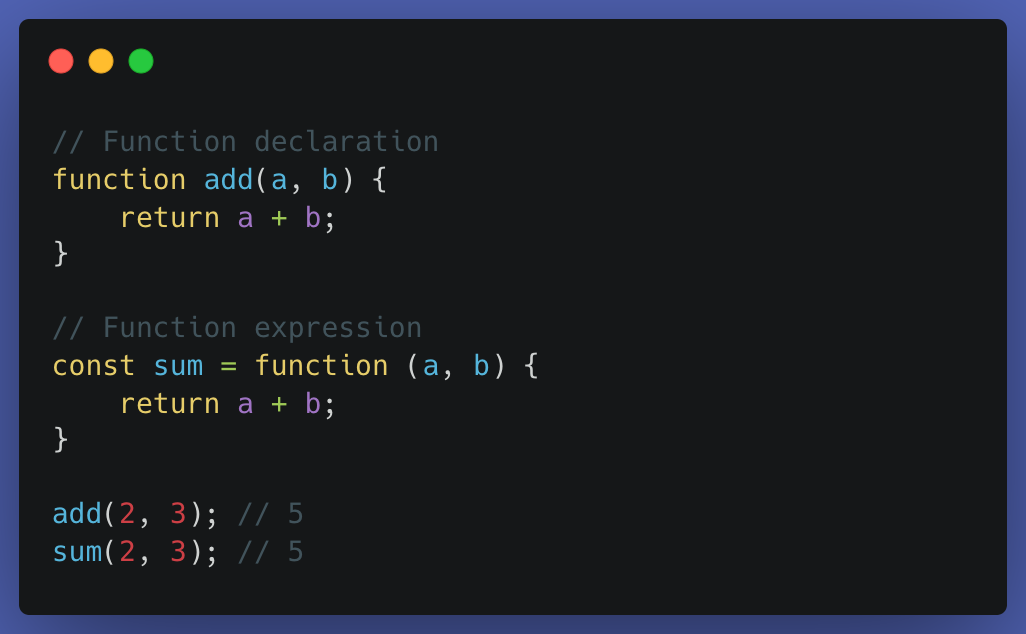 // Function declaration
function add(a, b) {
    return a + b;
}
// Function expression
const sum = function (a, b) {
    return a + b;
}
add(2, 3); // 5
sum(2, 3); // 5